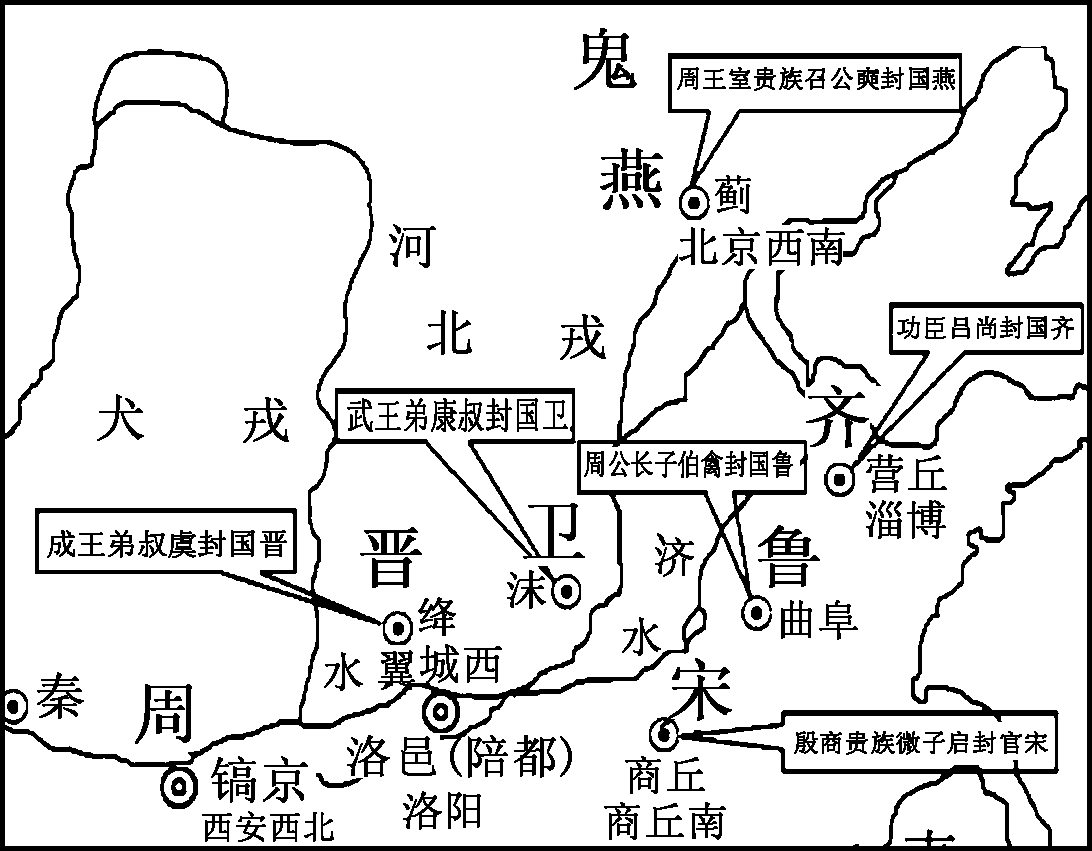 鬼
周王室贵族召公奭封国燕
燕
蓟
北京西南
河
北 戎
功臣吕尚封国齐
犬 戎
武王弟康叔封国卫
齐
周公长子伯禽封国鲁
营丘
淄博
成王弟叔虞封国晋
晋
卫
沫
济
鲁
曲阜
绛
翼城西
水
水
宋
秦
周
洛邑(陪都)
洛阳
殷商贵族微子启封官宋
商丘
商丘南
镐京
西安西北